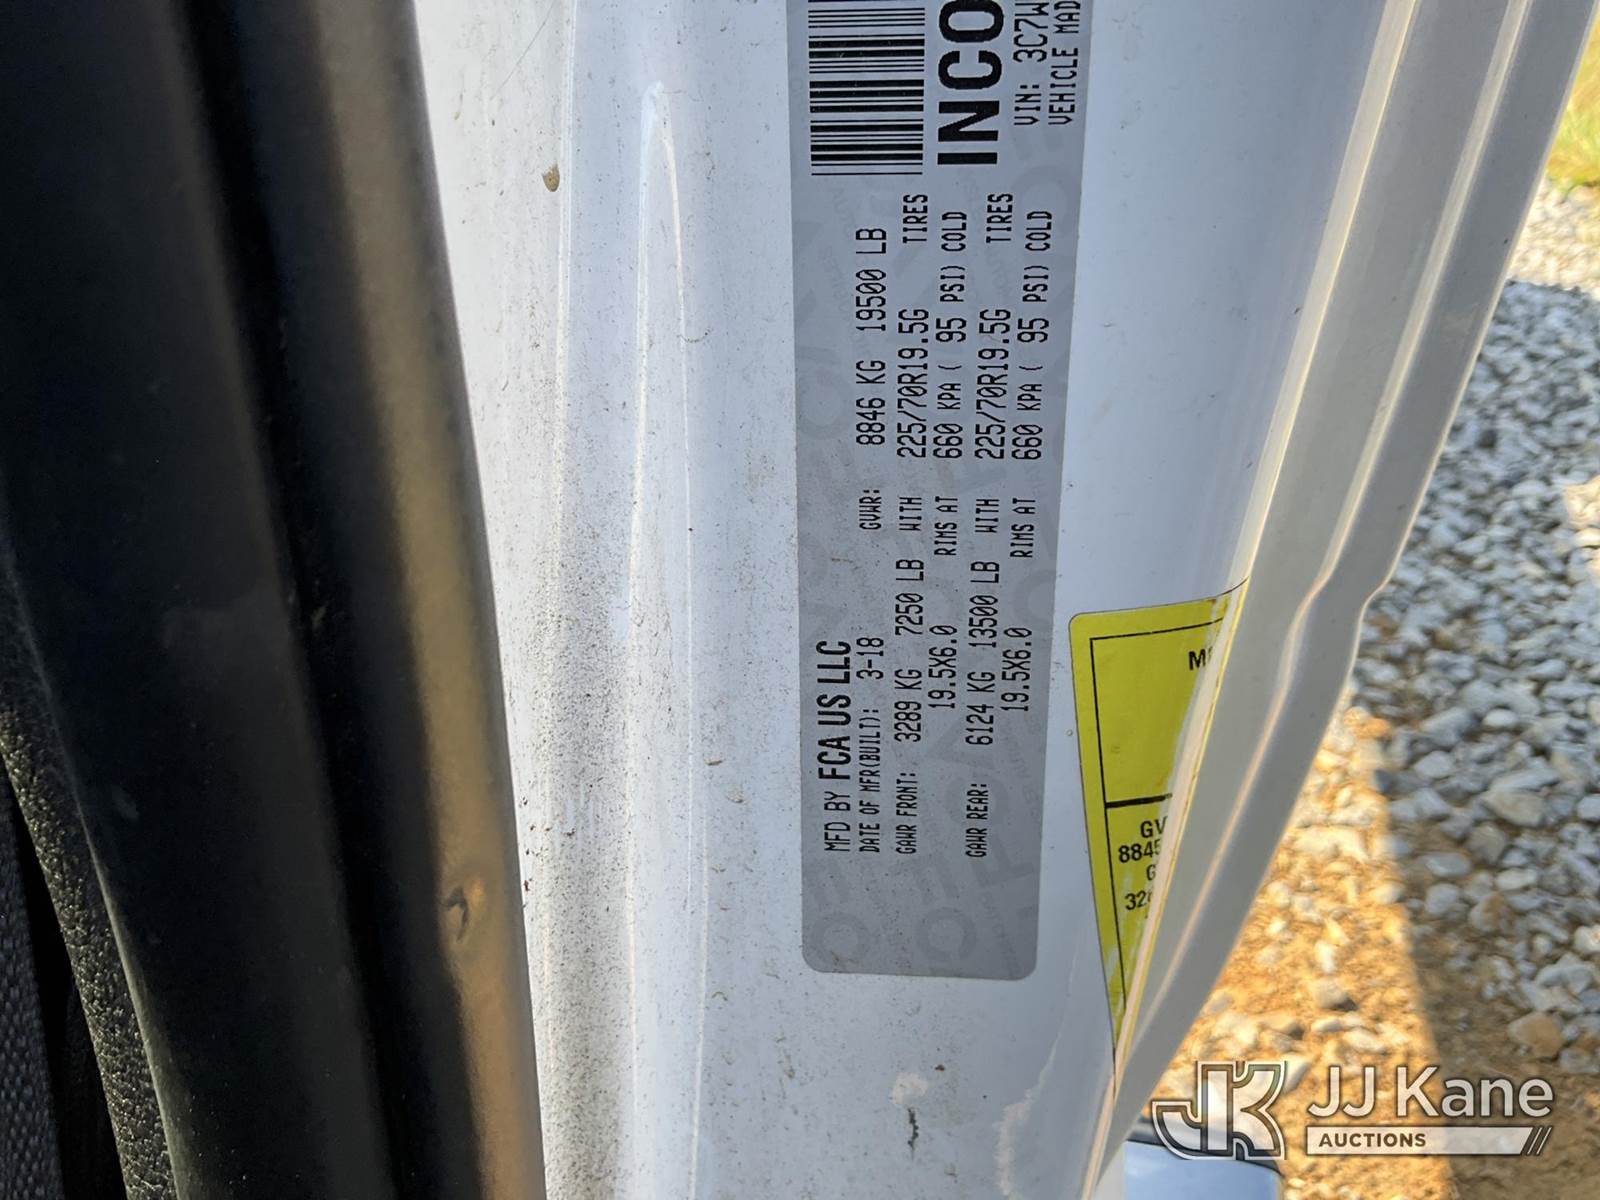 MFD BY FCA US LLC
DATE OF MFR(BUILT): 3-18 GVWR: 8846 KG 19500 LB
GAWR FRONT: 3289 KG 7250 LB WITH 225/70R19.5G TIRES
19.5X6.0 RIMS AT 660 KPA ( 95 PSI) COLD
GAWR REAR: 6124 KG 13500 LB WITH 225/70R19.5G TIRES
19.5X6.0 RIMS AT 660 KPA ( 95 PSI) COLD
INCO
VIN: 3C7W
VEHICLE MAD
GV
8845
G
JJ Kane
AUCTIONS